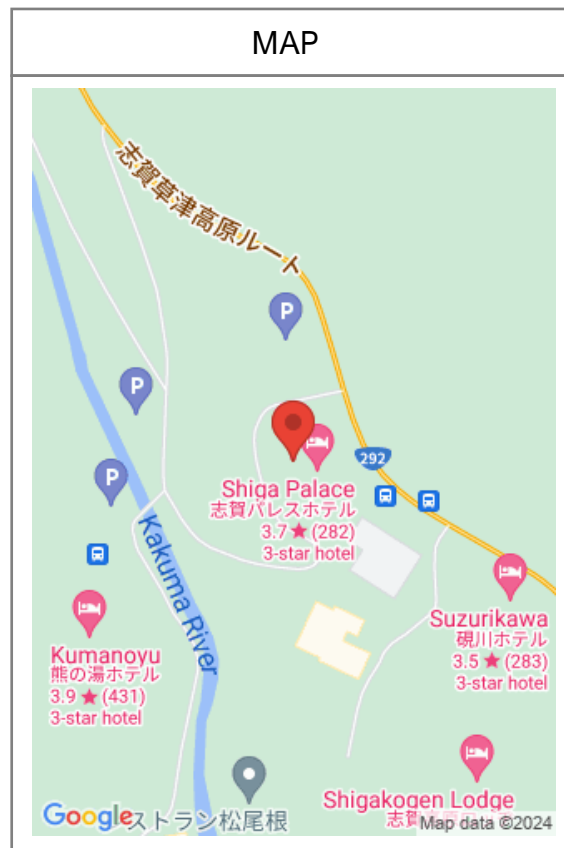 MAP
志賀草津高原ルート
P
P
292
P
Shiga Palace
志賀パレスホテル
3.7★(282)
3-star hotel
Kakuma River
Suzurikawa
硯川ホテル
3.5★(283)
3-star hotel
Kumanoyu
熊の湯ホテル
3.9★(431)
3-star hotel
Shigakogen Lodge
Google
ストラン松尾根
Map data ©2024